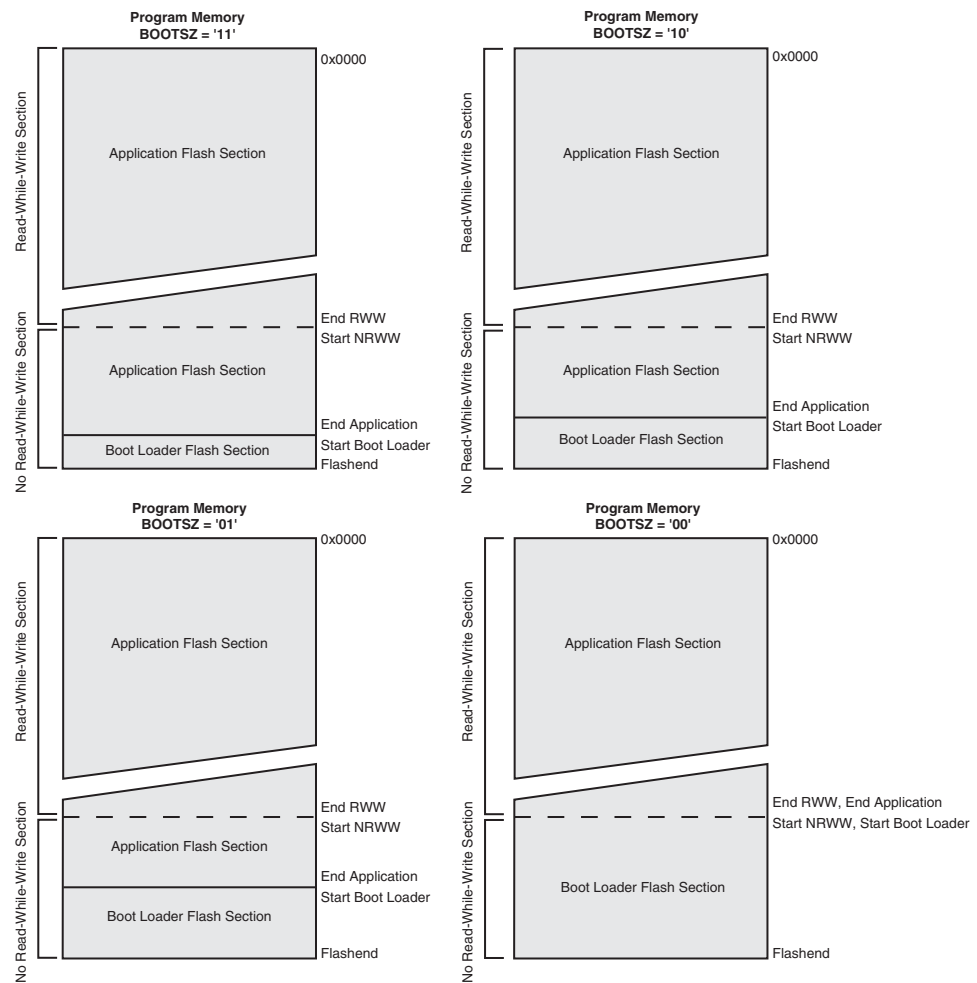 Program Memory
BOOTSZ = '11'
0x0000
Read-While-Write Section
Application Flash Section
End RWW
Start NRWW
No Read-While-Write Section
Application Flash Section
End Application
Start Boot Loader
Boot Loader Flash Section
Flashend
Program Memory
BOOTSZ = '10'
0x0000
Read-While-Write Section
Application Flash Section
End RWW
Start NRWW
No Read-While-Write Section
Application Flash Section
End Application
Start Boot Loader
Boot Loader Flash Section
Flashend
Program Memory
BOOTSZ = '01'
0x0000
Read-While-Write Section
Application Flash Section
End RWW
Start NRWW
No Read-While-Write Section
Application Flash Section
End Application
Start Boot Loader
Boot Loader Flash Section
Flashend
Program Memory
BOOTSZ = '00'
0x0000
Read-While-Write Section
Application Flash Section
End RWW, End Application
Start NRWW, Start Boot Loader
No Read-While-Write Section
Boot Loader Flash Section
Flashend